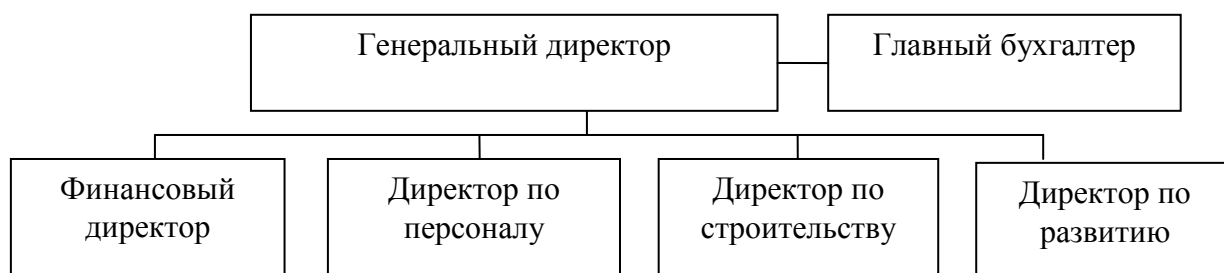 Генеральный директор
Главный бухгалтер
Финансовый
директор
Директор по
персоналу
Директор по
строительству
Директор по
развитию